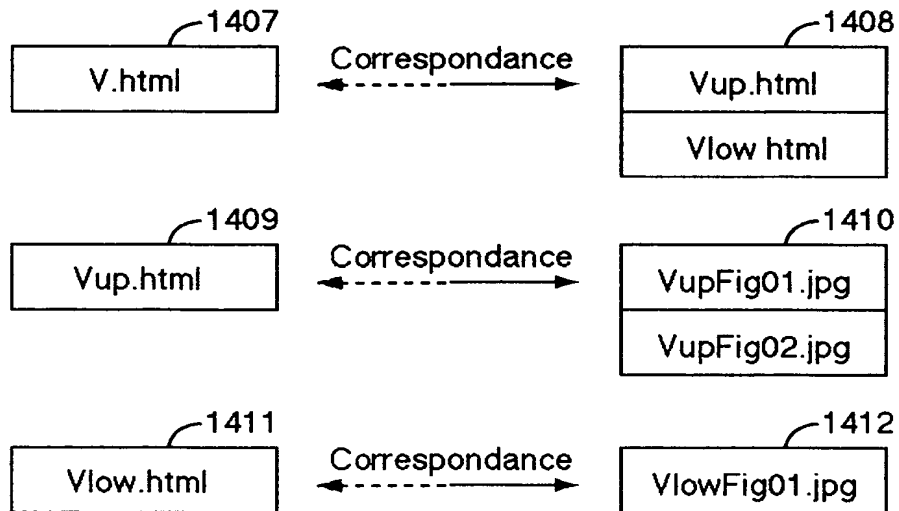 1407
V.html
Correspondance
1408
Vup.html
Vlow html
1409
Vup.html
Correspondance
1410
VupFig01.jpg
VupFig02.jpg
1411
Vlow.html
Correspondance
1412
VlowFig01.jpg